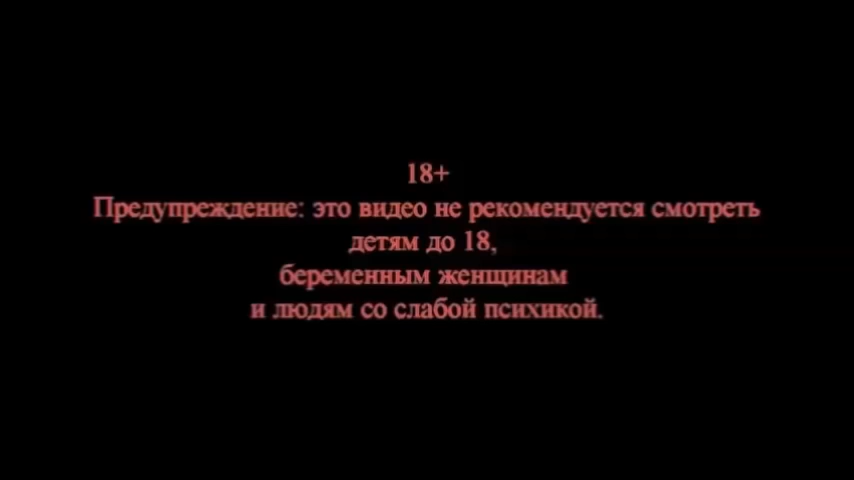 18+
Предупреждение: это видео не рекомендуется смотреть
детям до 18,
беременным женщинам
и людям со слабой психикой.